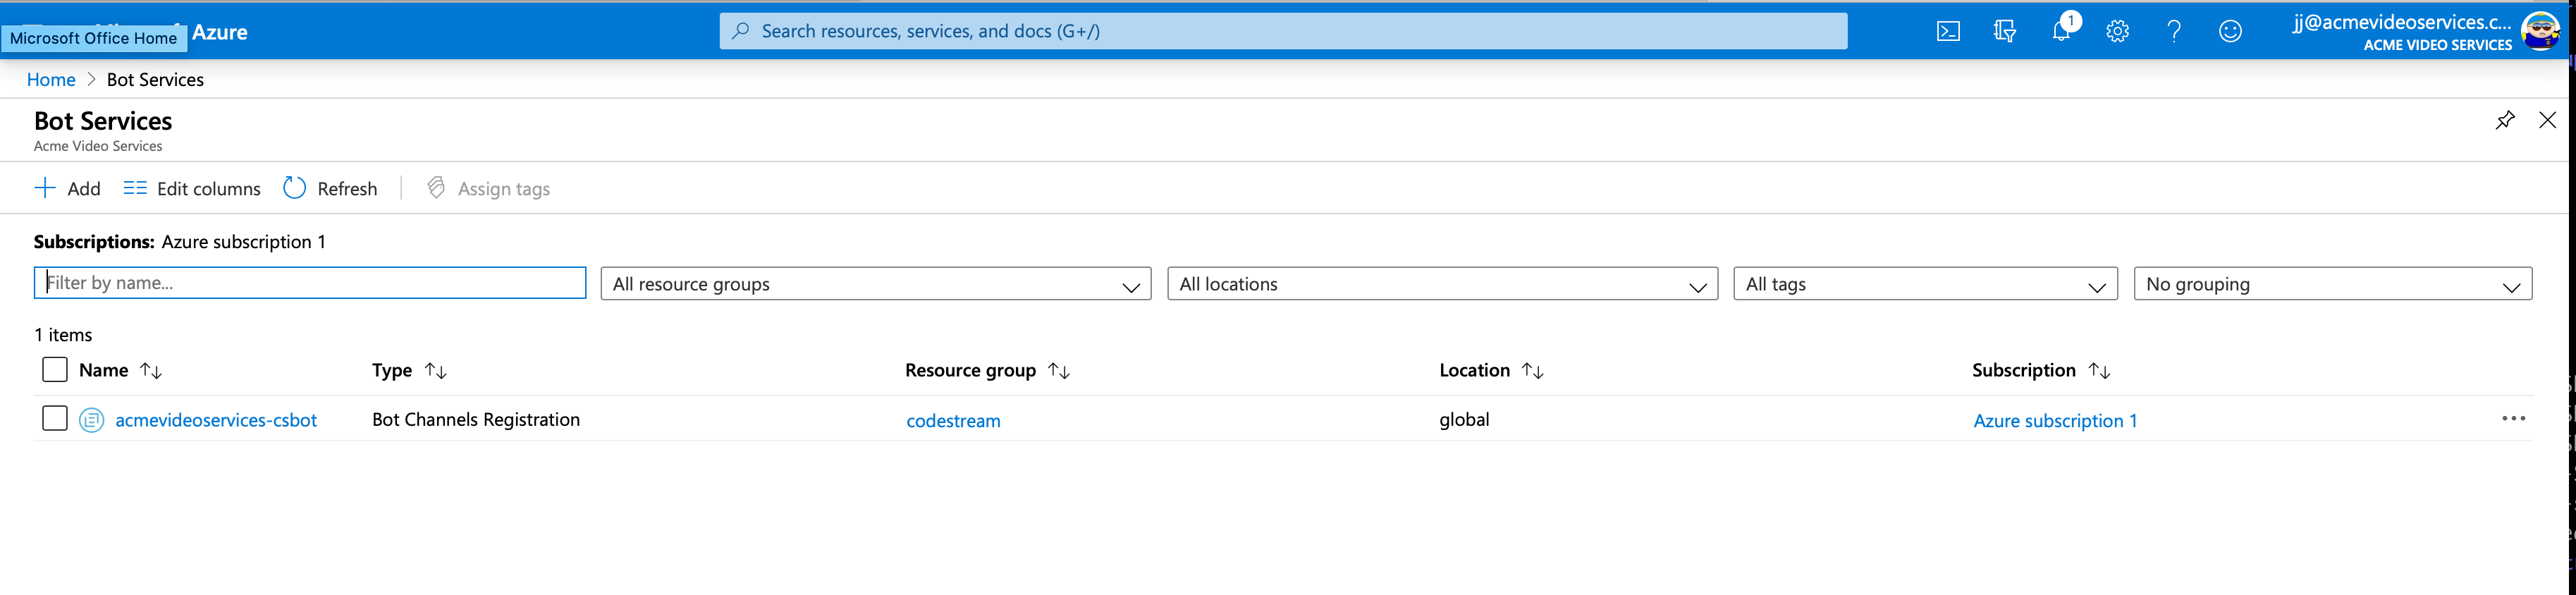 Microsoft Office Home
Azure
Search resources, services, and docs (G+/)
1
jj@acmevideoservices.c...
ACME VIDEO SERVICES
Home > Bot Services
Bot Services
Acme Video Services
Add Edit columns Refresh Assign tags
Subscriptions: Azure subscription 1
Filter by name... All resource groups All locations All tags No grouping
1 items
Name Type Resource group Location Subscription
acmevideoservices-csbot Bot Channels Registration codestream global Azure subscription 1